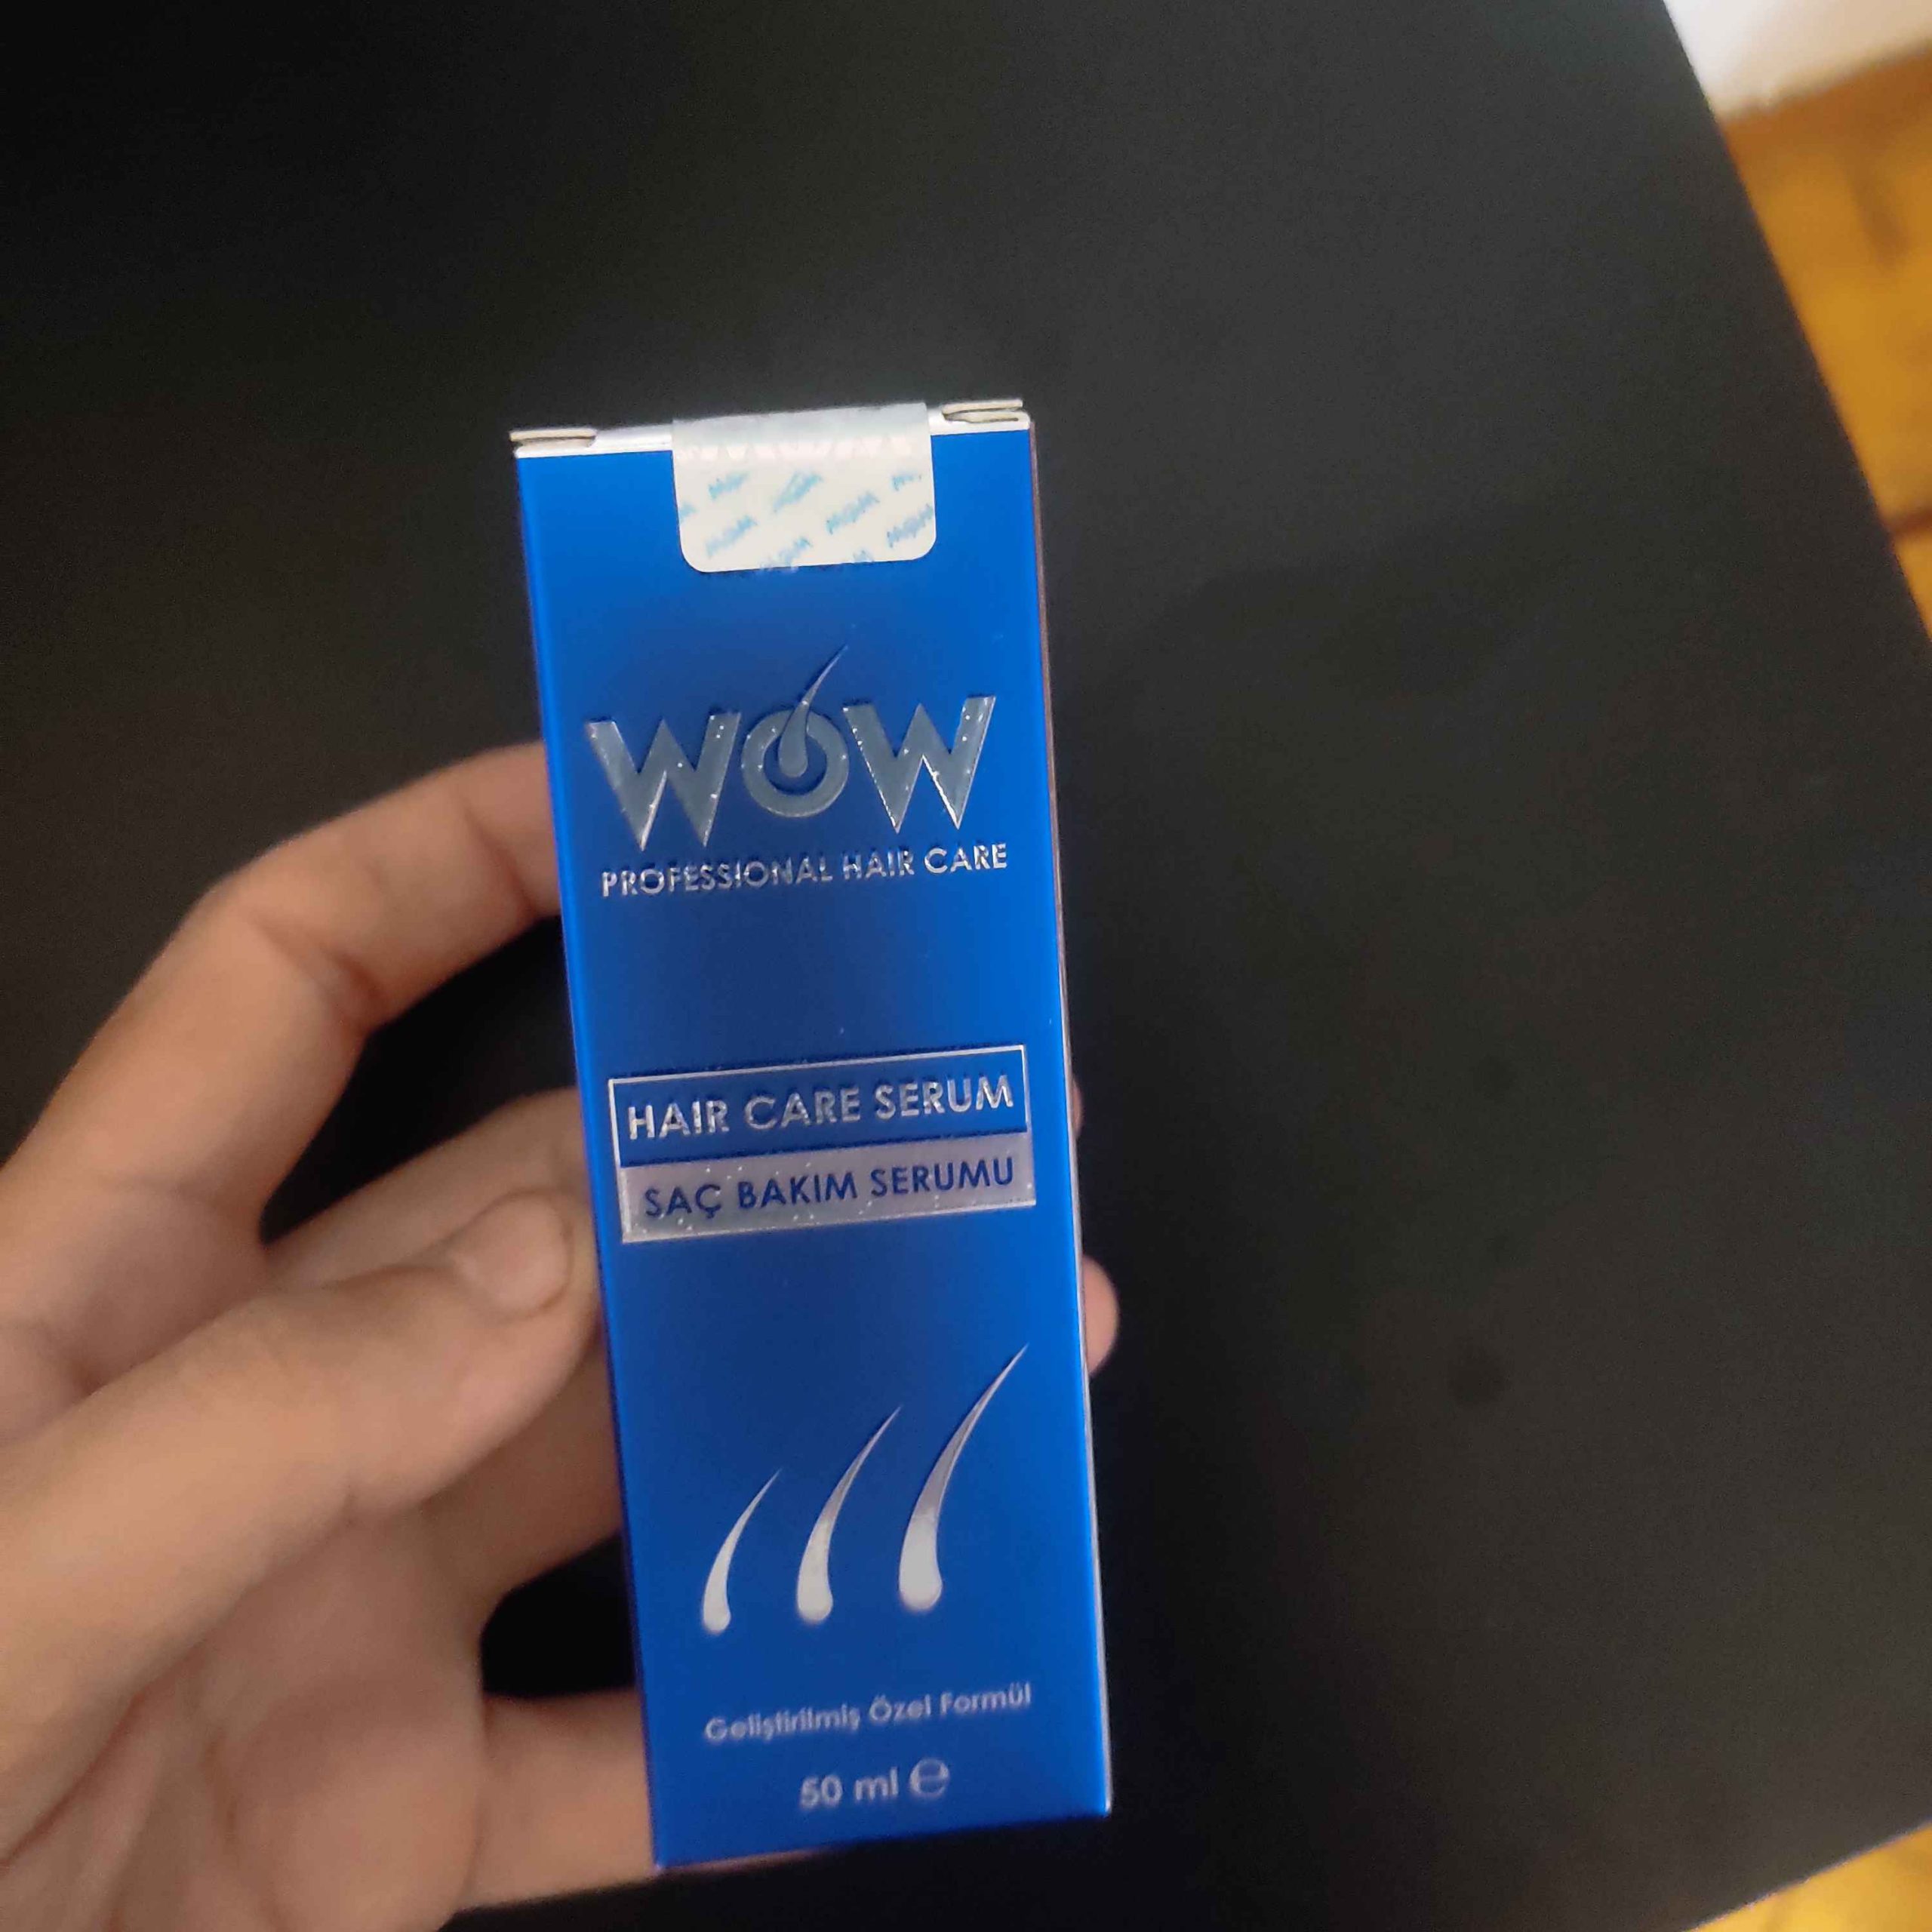 WOW
PROFESSIONAL HAIR CARE
HAIR CARE SERUM
SAÇ BAKIM SERUMU
Geliştirilmiş Özel Formül
50 ml ℮